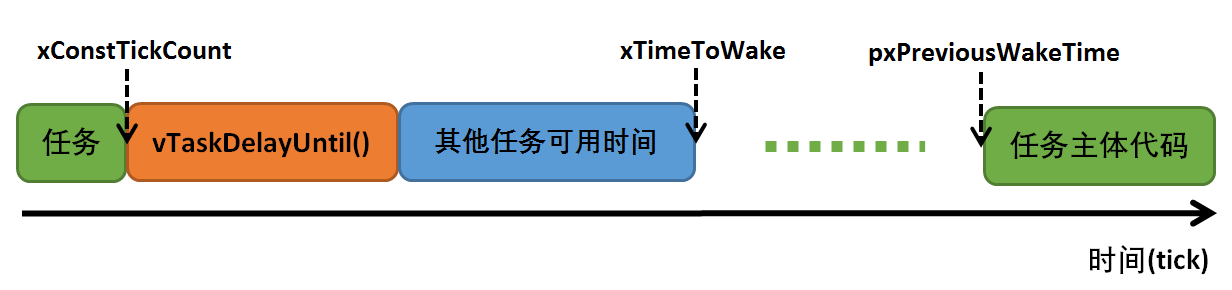 xConstTickCount
xTimeToWake
pxPreviousWakeTime
任务
vTaskDelayUntil()
其他任务可用时间
任务主体代码
时间(tick)